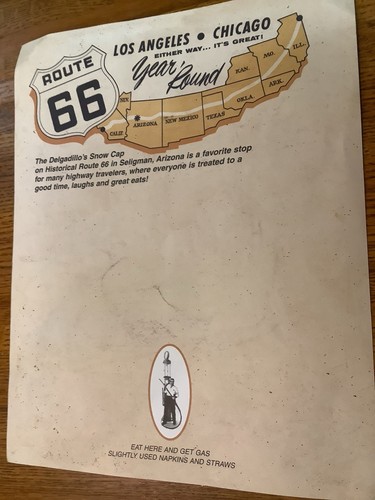 LOS ANGELES • CHICAGO
EITHER WAY... IT'S GREAT!
Year 'Round
ROUTE
66
CALIF.
ARIZONA
NEW MEXICO
TEXAS
OKLA.
ARK.
KAN.
MO.
ILL.
The Delgadillo's Snow Cap
on Historical Route 66 in Seligman, Arizona is a favorite stop
for many highway travelers, where everyone is treated to a
good time, laughs and great eats!
EAT HERE AND GET GAS
SLIGHTLY USED NAPKINS AND STRAWS